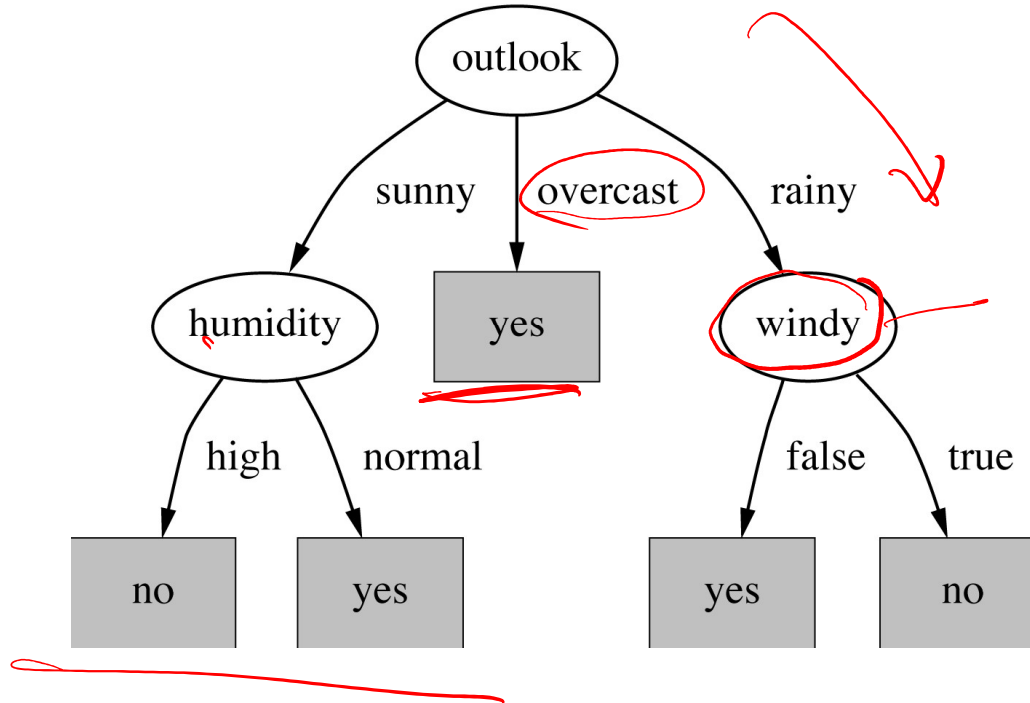 outlook
sunny overcast rainy
humidity yes windy
high normal false true
no yes yes no